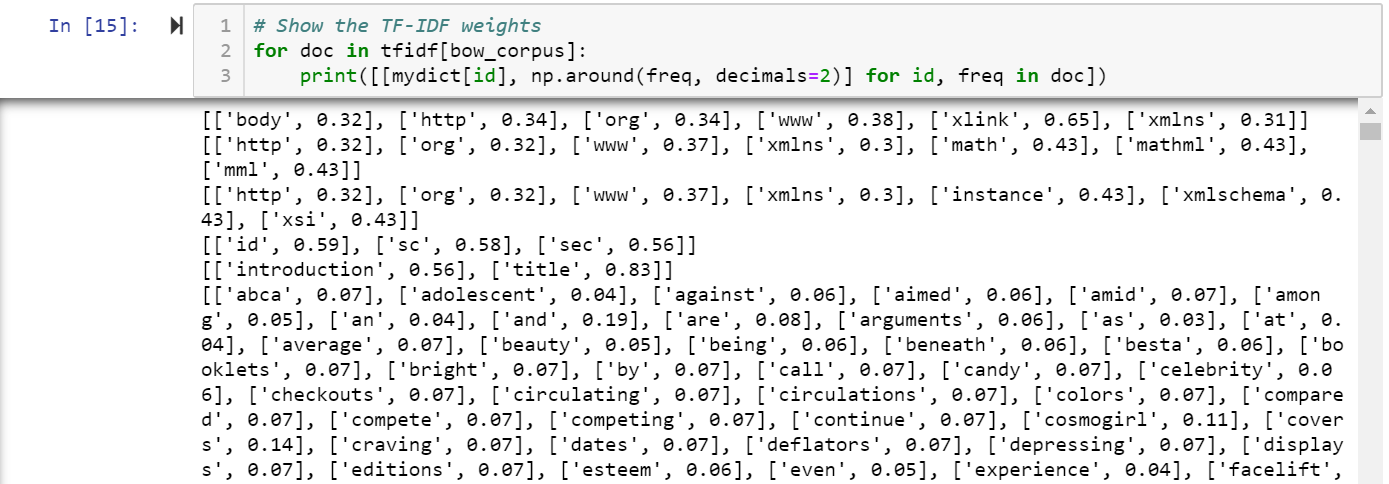 In [15]:
1 # Show the TF-IDF weights
2 for doc in tfidf[bow_corpus]:
3     print([[mydict[id], np.around(freq, decimals=2)] for id, freq in doc])
[['body', 0.32], ['http', 0.34], ['org', 0.34], ['www', 0.38], ['xlink', 0.65], ['xmlns', 0.31]]
[['http', 0.32], ['org', 0.32], ['www', 0.37], ['xmlns', 0.3], ['math', 0.43], ['mathml', 0.43],
['mml', 0.43]]
[['http', 0.32], ['org', 0.32], ['www', 0.37], ['xmlns', 0.3], ['instance', 0.43], ['xmlschema', 0.
43], ['xsi', 0.43]]
[['id', 0.59], ['sc', 0.58], ['sec', 0.56]]
[['introduction', 0.56], ['title', 0.83]]
[['abca', 0.07], ['adolescent', 0.04], ['against', 0.06], ['aimed', 0.06], ['amid', 0.07], ['amon
g', 0.05], ['an', 0.04], ['and', 0.19], ['are', 0.08], ['arguments', 0.06], ['as', 0.03], ['at', 0.
04], ['average', 0.07], ['beauty', 0.05], ['being', 0.06], ['beneath', 0.06], ['besta', 0.06], ['bo
oklets', 0.07], ['bright', 0.07], ['by', 0.07], ['call', 0.07], ['candy', 0.07], ['celebrity', 0.0
6], ['checkouts', 0.07], ['circulating', 0.07], ['circulations', 0.07], ['colors', 0.07], ['compare
d', 0.07], ['compete', 0.07], ['competing', 0.07], ['continue', 0.07], ['cosmogirl', 0.11], ['cover
s', 0.14], ['craving', 0.07], ['dates', 0.07], ['deflators', 0.07], ['depressing', 0.07], ['display
s', 0.07], ['editions', 0.07], ['esteem', 0.06], ['even', 0.05], ['experience', 0.04], ['facelift',